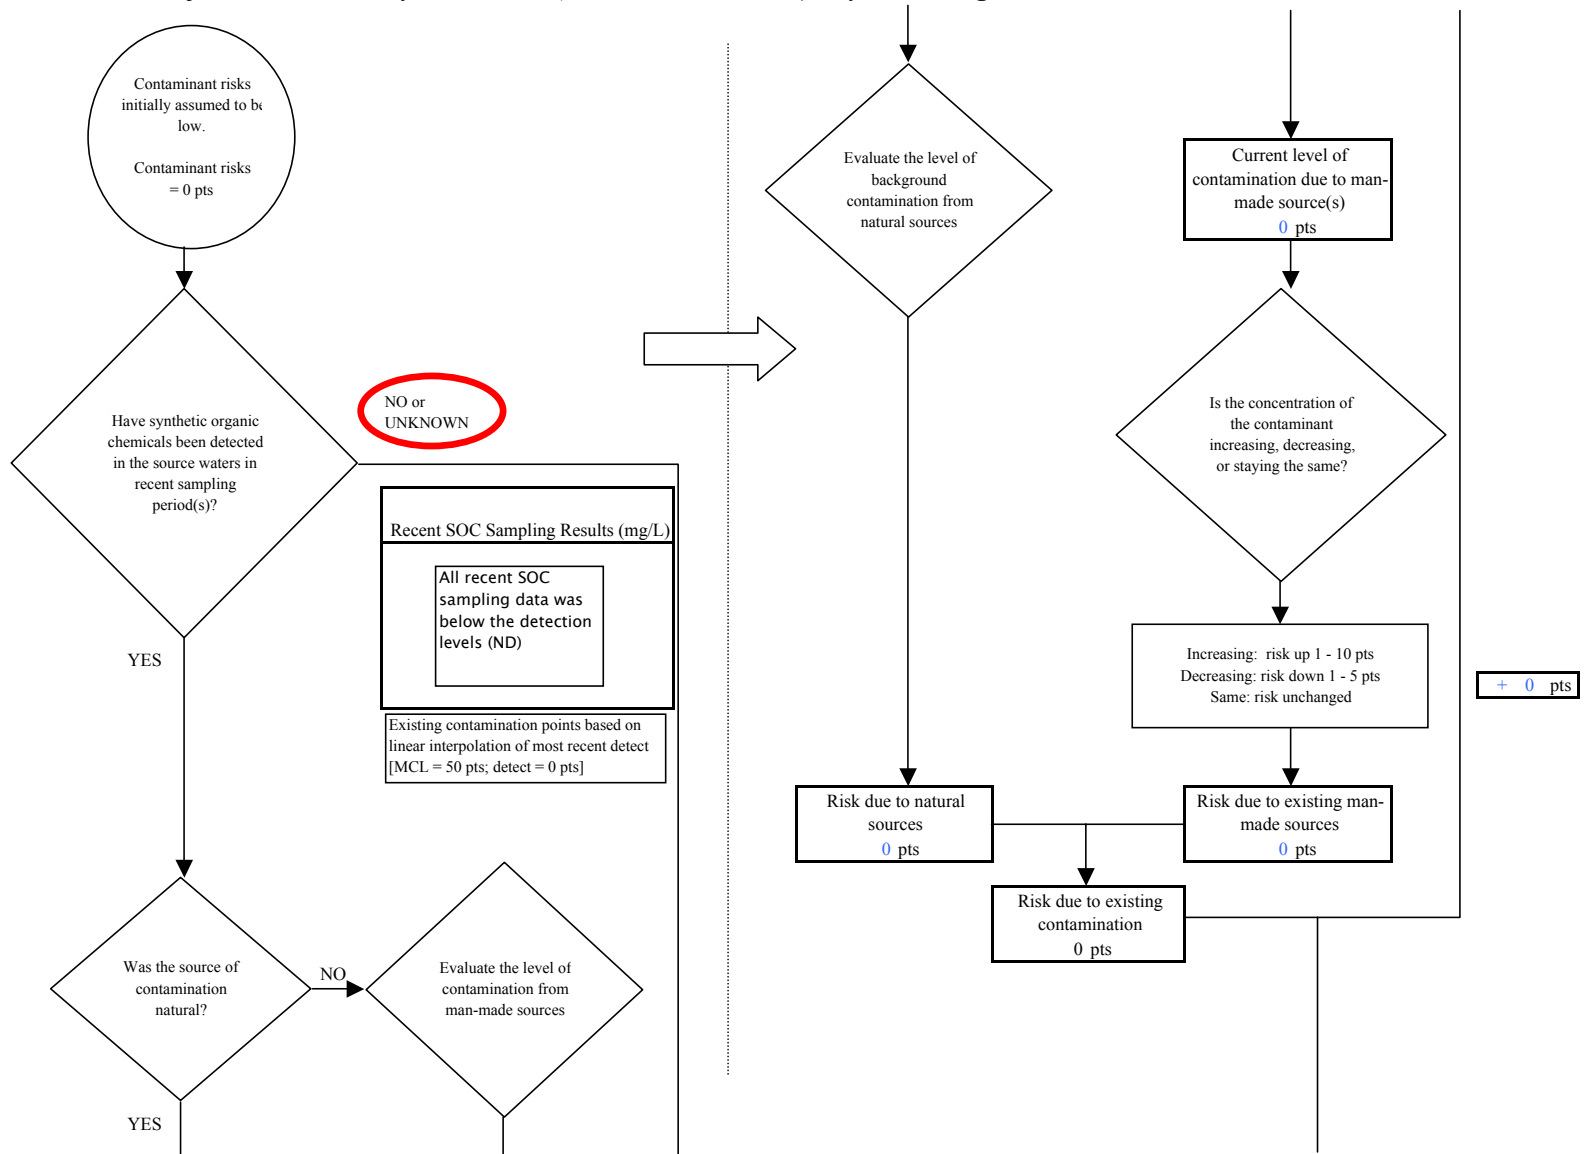 Contaminant risks
initially assumed to be
low.
Contaminant risks
= 0 pts
Have synthetic organic
chemicals been detected
in the source waters in
recent sampling
period(s)?
NO or
UNKNOWN
Recent SOC Sampling Results (mg/L)
All recent SOC
sampling data was
below the detection
levels (ND)
Existing contamination points based on
linear interpolation of most recent detect
[MCL = 50 pts; detect = 0 pts]
YES
Was the source of
contamination
natural?
NO
Evaluate the level of
contamination from
man-made sources
YES
Evaluate the level of
background
contamination from
natural sources
Current level of
contamination due to man-
made source(s)
0 pts
Is the concentration of
the contaminant
increasing, decreasing,
or staying the same?
Increasing: risk up 1 - 10 pts
Decreasing: risk down 1 - 5 pts
Same: risk unchanged
+ 0 pts
Risk due to natural
sources
0 pts
Risk due to existing man-
made sources
0 pts
Risk due to existing
contamination
0 pts